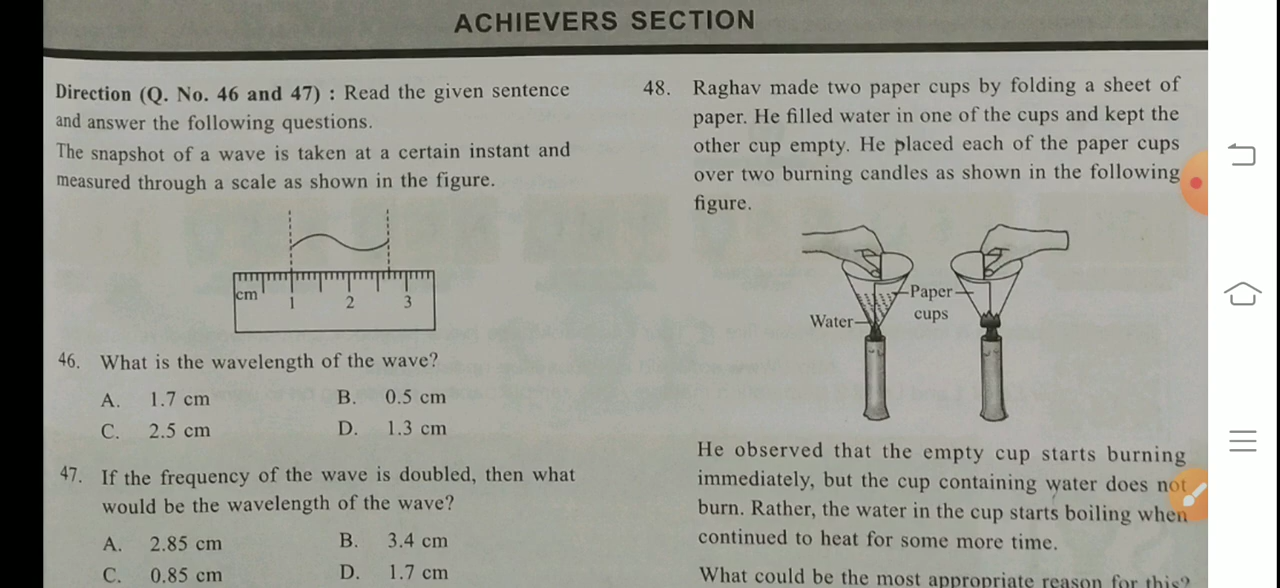 ACHIEVERS SECTION
Direction (Q. No. 46 and 47) : Read the given sentence
and answer the following questions.
The snapshot of a wave is taken at a certain instant and
measured through a scale as shown in the figure.
cm 1 2 3
46. What is the wavelength of the wave?
A. 1.7 cm B. 0.5 cm
C. 2.5 cm D. 1.3 cm
47. If the frequency of the wave is doubled, then what
would be the wavelength of the wave?
A. 2.85 cm B. 3.4 cm
C. 0.85 cm D. 1.7 cm
48. Raghav made two paper cups by folding a sheet of
paper. He filled water in one of the cups and kept the
other cup empty. He placed each of the paper cups
over two burning candles as shown in the following
figure.
Paper
cups
Water
He observed that the empty cup starts burning
immediately, but the cup containing water does not
burn. Rather, the water in the cup starts boiling when
continued to heat for some more time.
What could be the most appropriate reason for this?